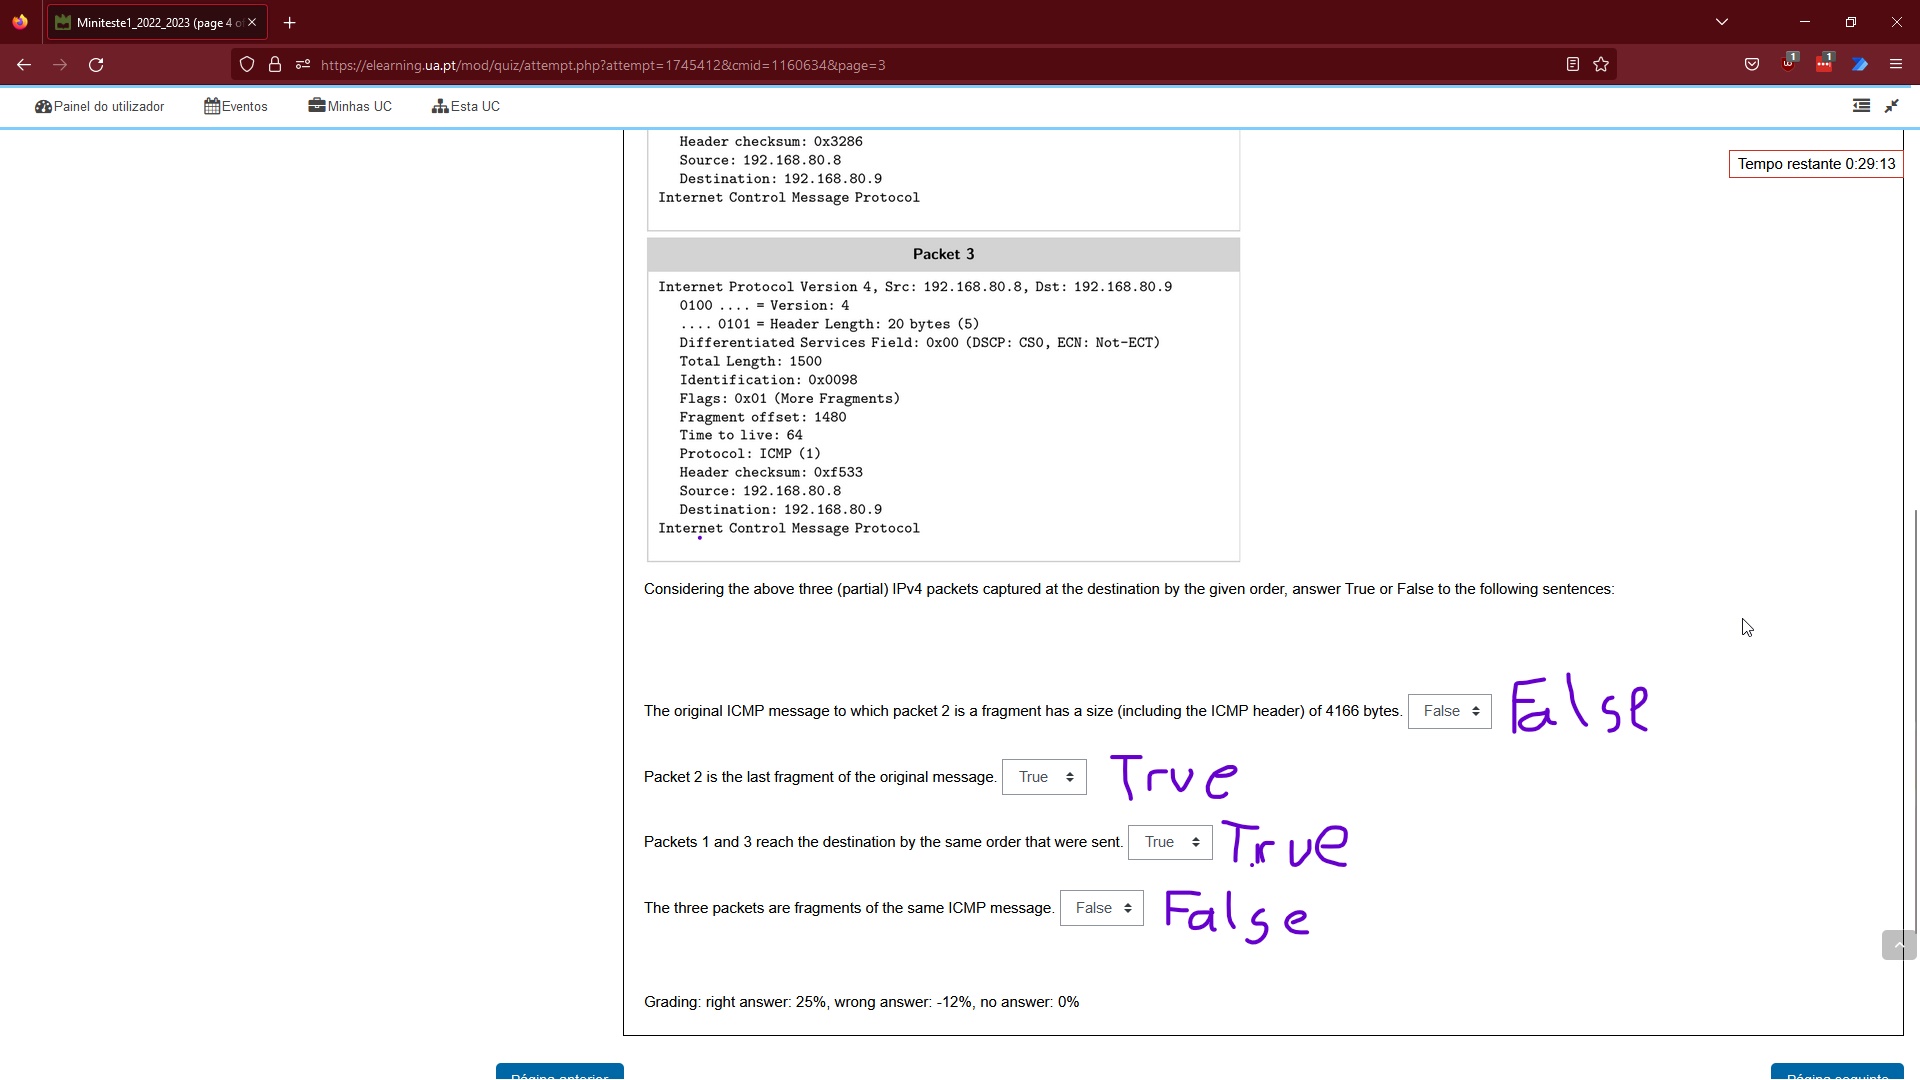 Miniteste1_2022_2023 (page 4 o
https://elearning.ua.pt/mod/quiz/attempt.php?attempt=1745412&cmid=1160634&page=3
1
1
Painel do utilizador Eventos Minhas UC Esta UC
Header checksum: 0x3286
Source: 192.168.80.8
Destination: 192.168.80.9
Internet Control Message Protocol
Tempo restante 0:29:13
Packet 3
Internet Protocol Version 4, Src: 192.168.80.8, Dst: 192.168.80.9
0100 .... = Version: 4
.... 0101 = Header Length: 20 bytes (5)
Differentiated Services Field: 0x00 (DSCP: CS0, ECN: Not-ECT)
Total Length: 1500
Identification: 0x0098
Flags: 0x01 (More Fragments)
Fragment offset: 1480
Time to live: 64
Protocol: ICMP (1)
Header checksum: 0xf533
Source: 192.168.80.8
Destination: 192.168.80.9
Internet Control Message Protocol
Considering the above three (partial) IPv4 packets captured at the destination by the given order, answer True or False to the following sentences:
The original ICMP message to which packet 2 is a fragment has a size (including the ICMP header) of 4166 bytes. False False
Packet 2 is the last fragment of the original message. True True
Packets 1 and 3 reach the destination by the same order that were sent. True True
The three packets are fragments of the same ICMP message. False False
Grading: right answer: 25%, wrong answer: -12%, no answer: 0%
Página anterior Página seguinte